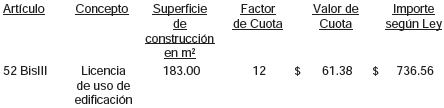 Artículo Concepto Superficie de construcción en m² Factor de Cuota Valor de Cuota Importe según Ley
52 BisIII Licencia de uso de edificación 183.00 12 $ 61.38 $ 736.56